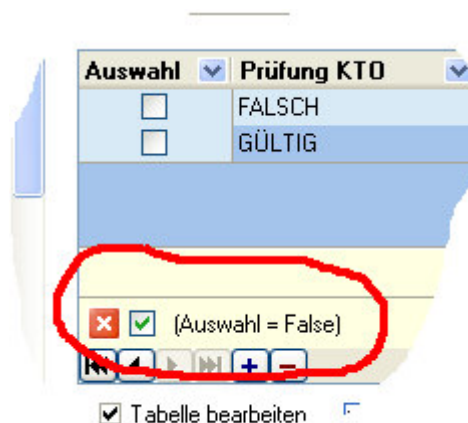 Auswahl Prüfung KTO
FALSCH
GÜLTIG
(Auswahl = False)
Tabelle bearbeiten